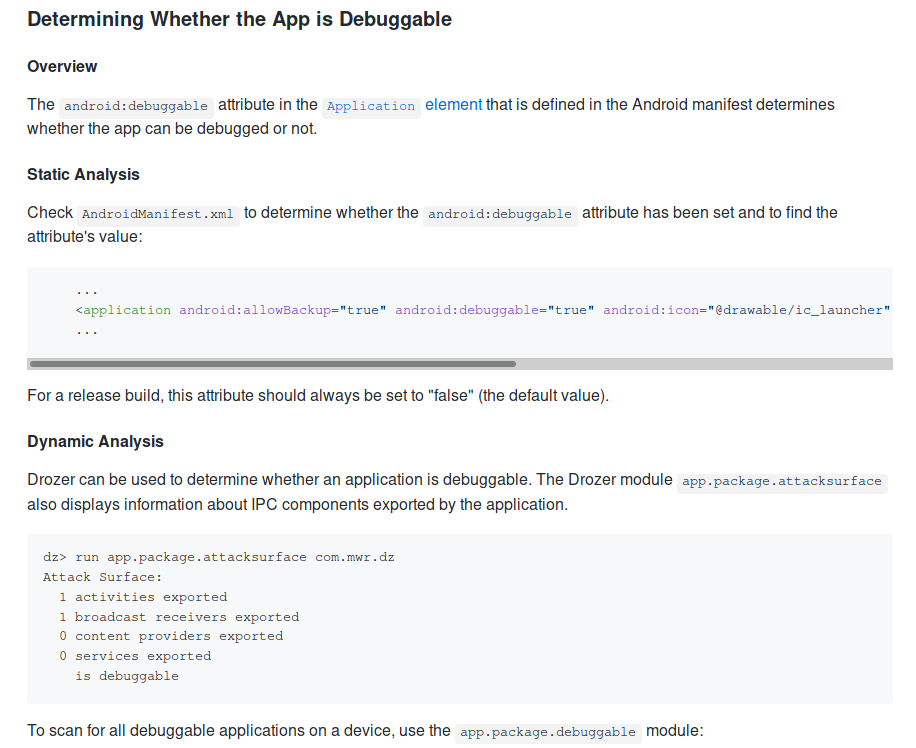 Determining Whether the App is Debuggable
Overview
The android:debuggable attribute in the Application element that is defined in the Android manifest determines
whether the app can be debugged or not.
Static Analysis
Check AndroidManifest.xml to determine whether the android:debuggable attribute has been set and to find the
attribute's value:
...
<application android:allowBackup="true" android:debuggable="true" android:icon="@drawable/ic_launcher"
...
For a release build, this attribute should always be set to "false" (the default value).
Dynamic Analysis
Drozer can be used to determine whether an application is debuggable. The Drozer module app.package.attacksurface
also displays information about IPC components exported by the application.
dz> run app.package.attacksurface com.mwr.dz
Attack Surface:
1 activities exported
1 broadcast receivers exported
0 content providers exported
0 services exported
is debuggable
To scan for all debuggable applications on a device, use the app.package.debuggable module: